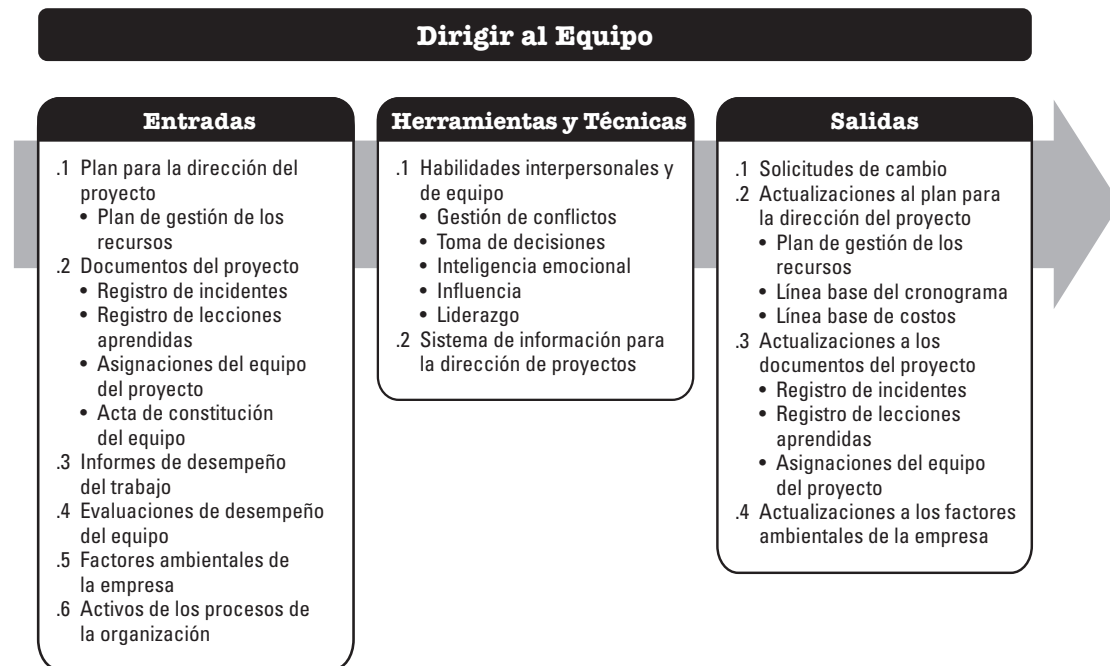 Dirigir al Equipo
Entradas
.1 Plan para la dirección del
proyecto
• Plan de gestión de los
recursos
.2 Documentos del proyecto
• Registro de incidentes
• Registro de lecciones
aprendidas
• Asignaciones del equipo
del proyecto
• Acta de constitución
del equipo
.3 Informes de desempeño
del trabajo
.4 Evaluaciones de desempeño
del equipo
.5 Factores ambientales de
la empresa
.6 Activos de los procesos de
la organización
Herramientas y Técnicas
.1 Habilidades interpersonales y
de equipo
• Gestión de conflictos
• Toma de decisiones
• Inteligencia emocional
• Influencia
• Liderazgo
.2 Sistema de información para
la dirección de proyectos
Salidas
.1 Solicitudes de cambio
.2 Actualizaciones al plan para
la dirección del proyecto
• Plan de gestión de los
recursos
• Línea base del cronograma
• Línea base de costos
.3 Actualizaciones a los
documentos del proyecto
• Registro de incidentes
• Registro de lecciones
aprendidas
• Asignaciones del equipo
del proyecto
.4 Actualizaciones a los factores
ambientales de la empresa